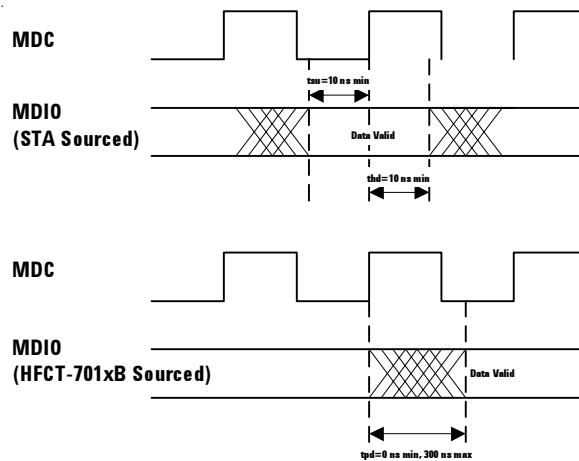 MDC
tsu=10 ns min
MDIO
(STA Sourced)
Data Valid
thd=10 ns min
MDC
MDIO
(HFCT-701xB Sourced)
Data Valid
tpd=0 ns min, 300 ns max